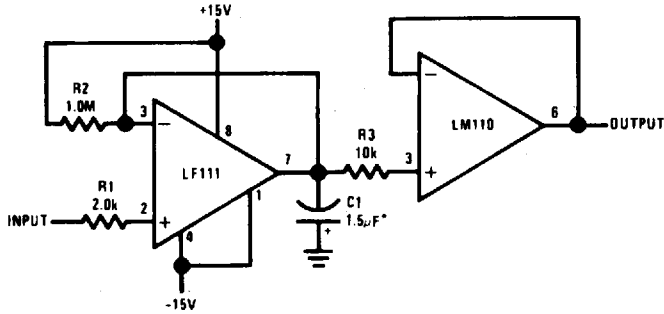 +15V
R2
1.0M
3
−
8
LF111
7
1
R1
2.0k
INPUT
2
+
4
-15V
R3
10k
C1
1.5μF*
+
−
LM110
3
+
6
OUTPUT